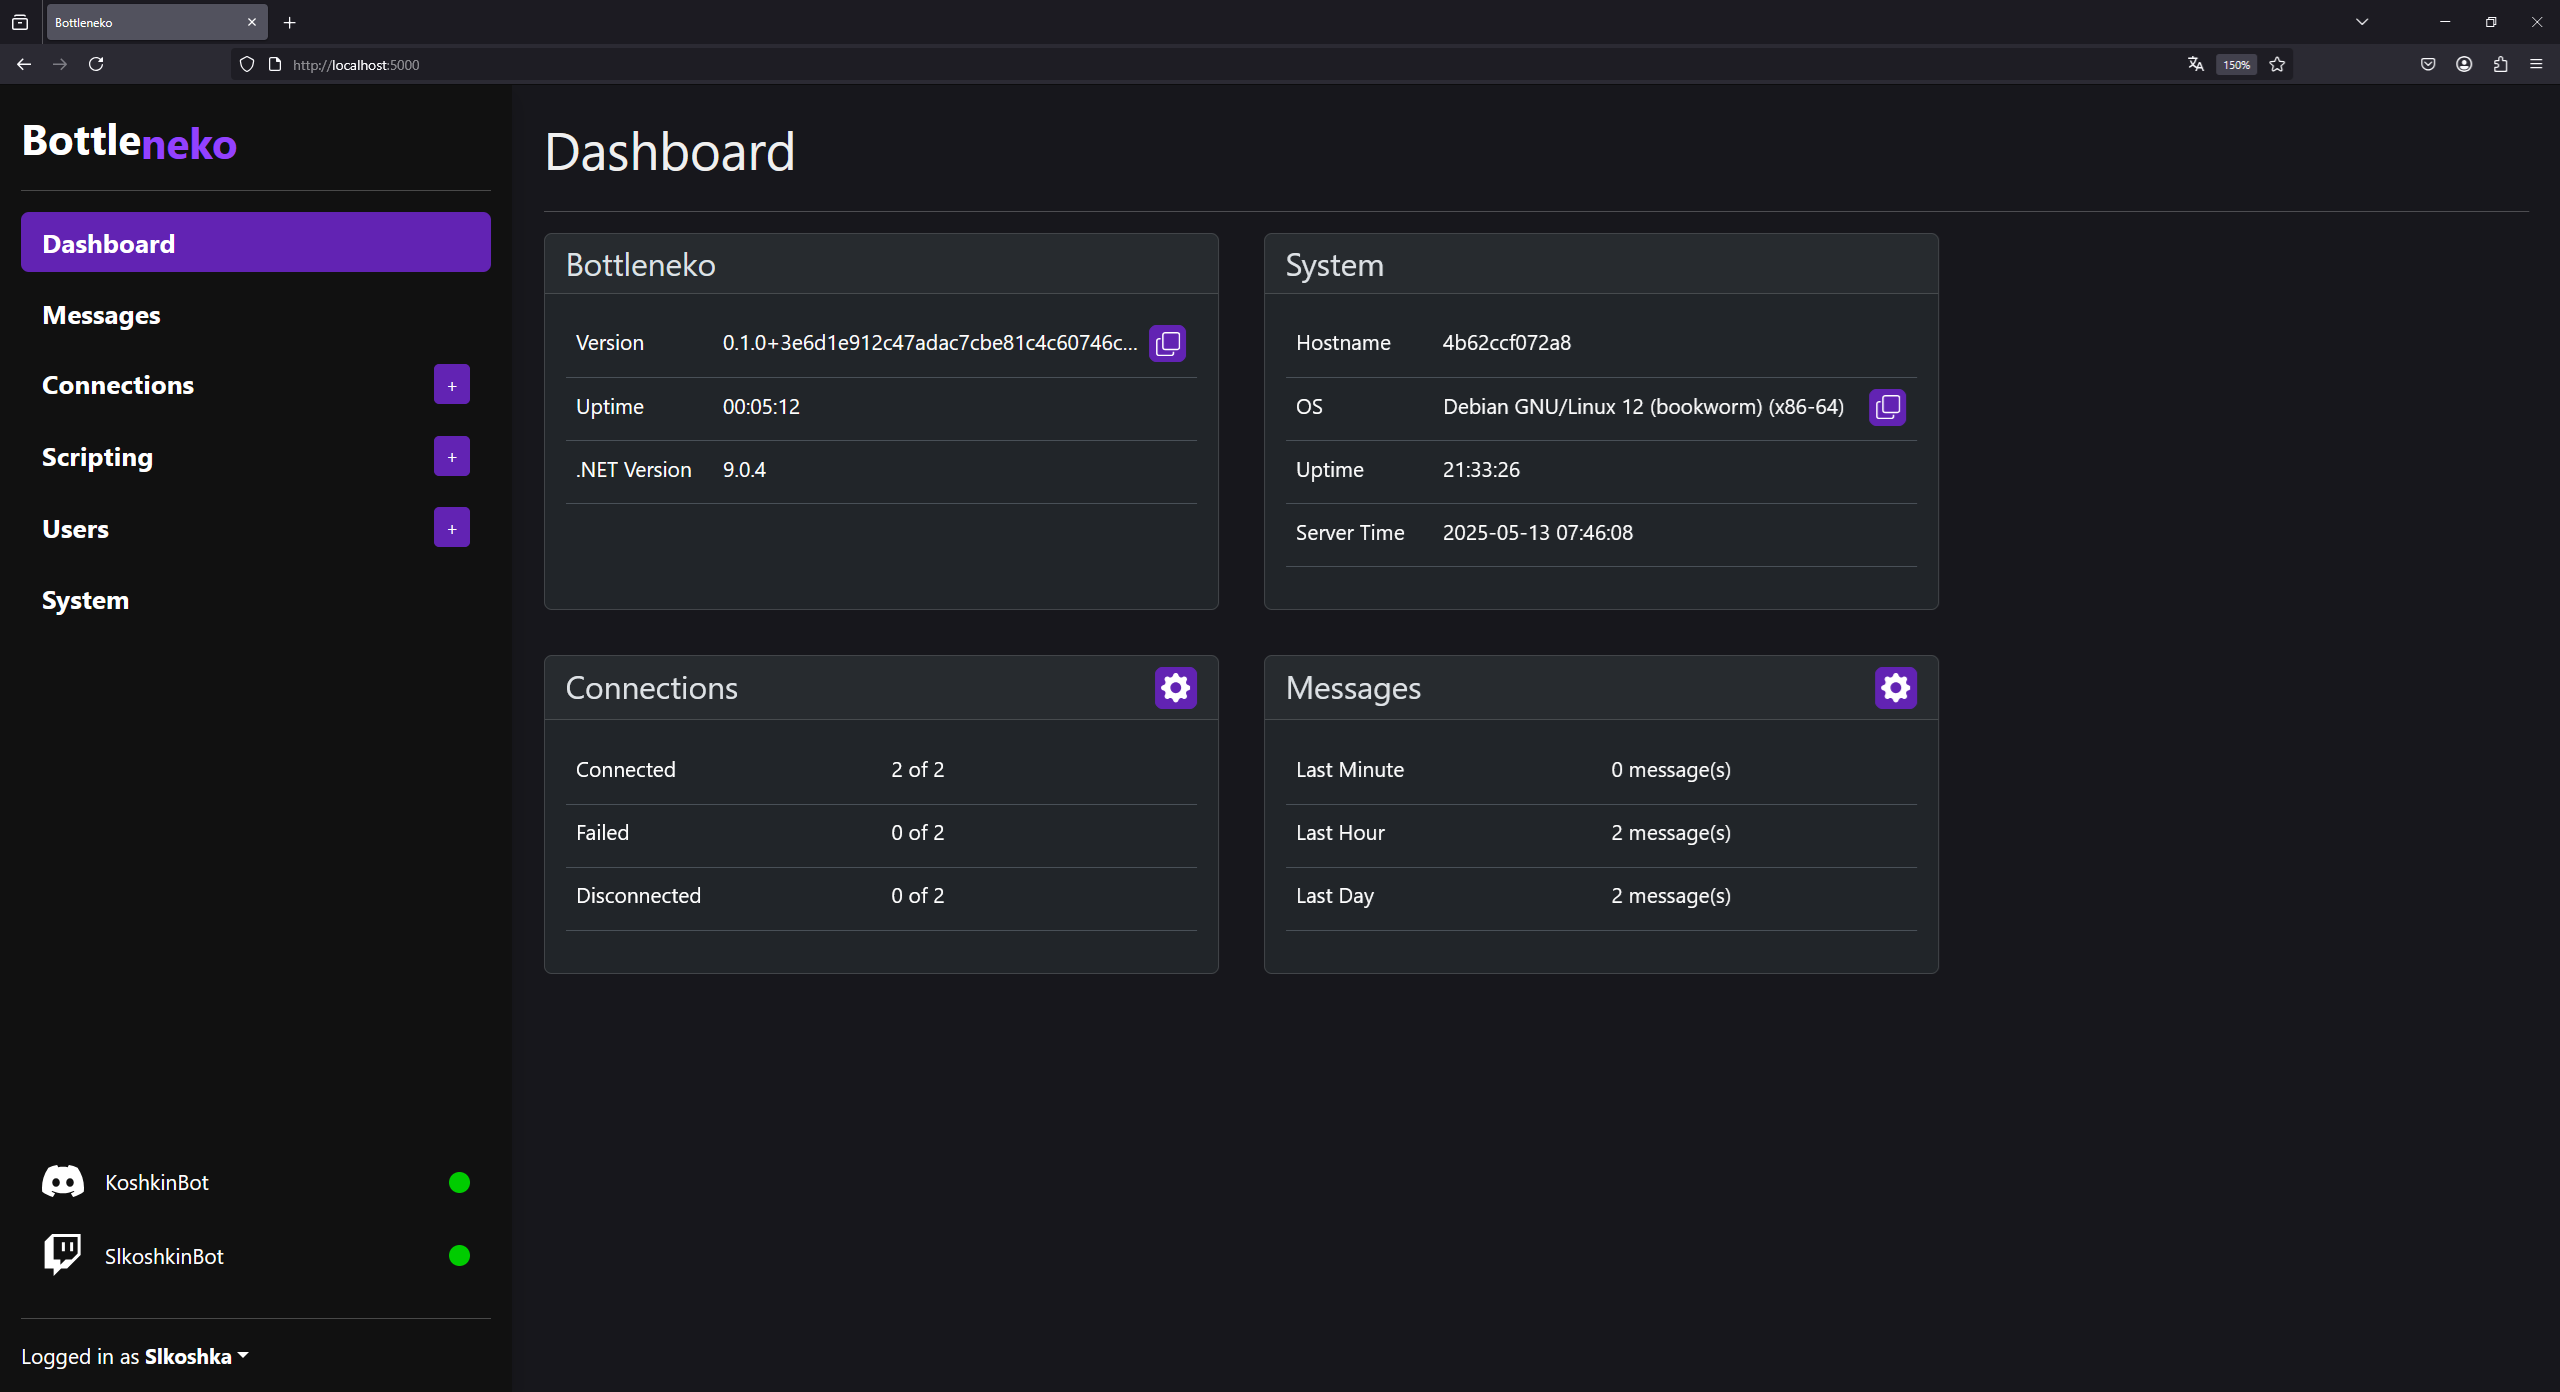 Bottleneko
http://localhost:5000
150%
Bottleneko
Dashboard
Messages
Connections +
Scripting +
Users +
System
KoshkinBot
SlkoshkinBot
Logged in as Slkoshka
Dashboard
Bottleneko
Version 0.1.0+3e6d1e912c47adac7cbe81c4c60746c...
Uptime 00:05:12
.NET Version 9.0.4
System
Hostname 4b62ccf072a8
OS Debian GNU/Linux 12 (bookworm) (x86-64)
Uptime 21:33:26
Server Time 2025-05-13 07:46:08
Connections
Connected 2 of 2
Failed 0 of 2
Disconnected 0 of 2
Messages
Last Minute 0 message(s)
Last Hour 2 message(s)
Last Day 2 message(s)